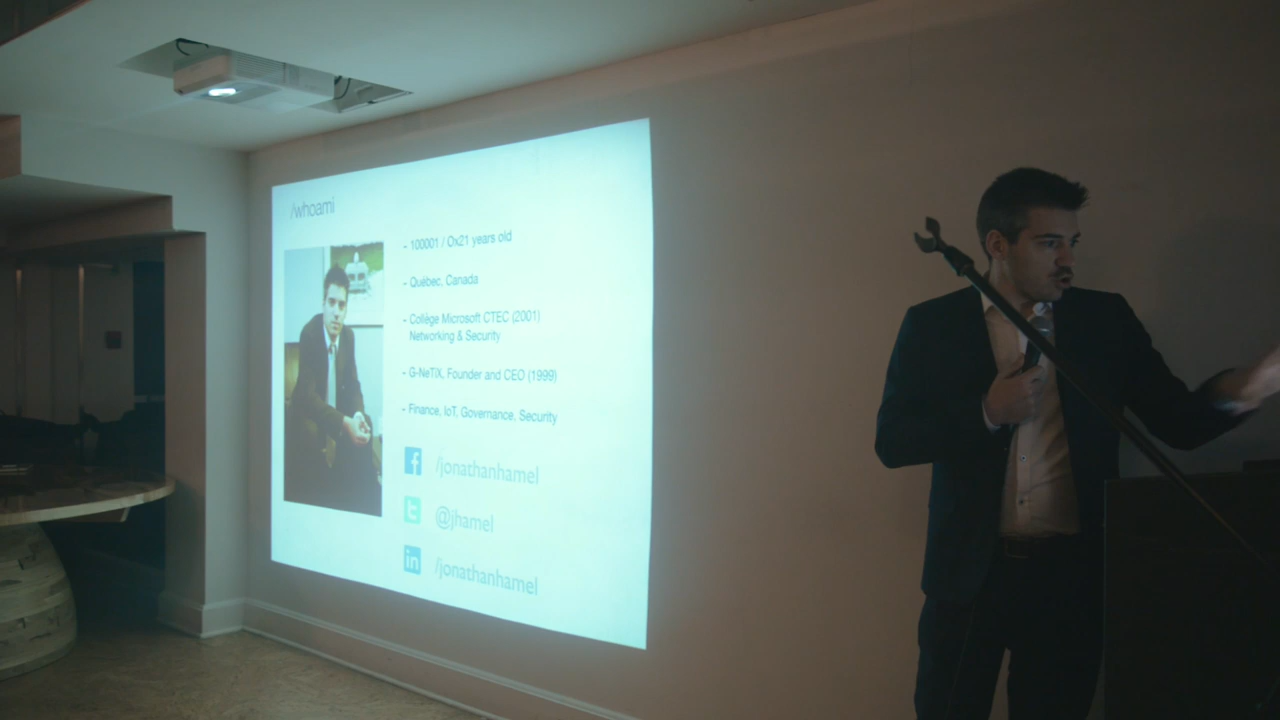 /whoami
- 100001 / 0x21 years old
- Québec, Canada
- Collège Microsoft CTEC (2001)
Networking & Security
- G-NeTiX, Founder and CEO (1999)
- Finance, IoT, Governance, Security
f /jonathanhamel
t @jhamel
in /jonathanhamel